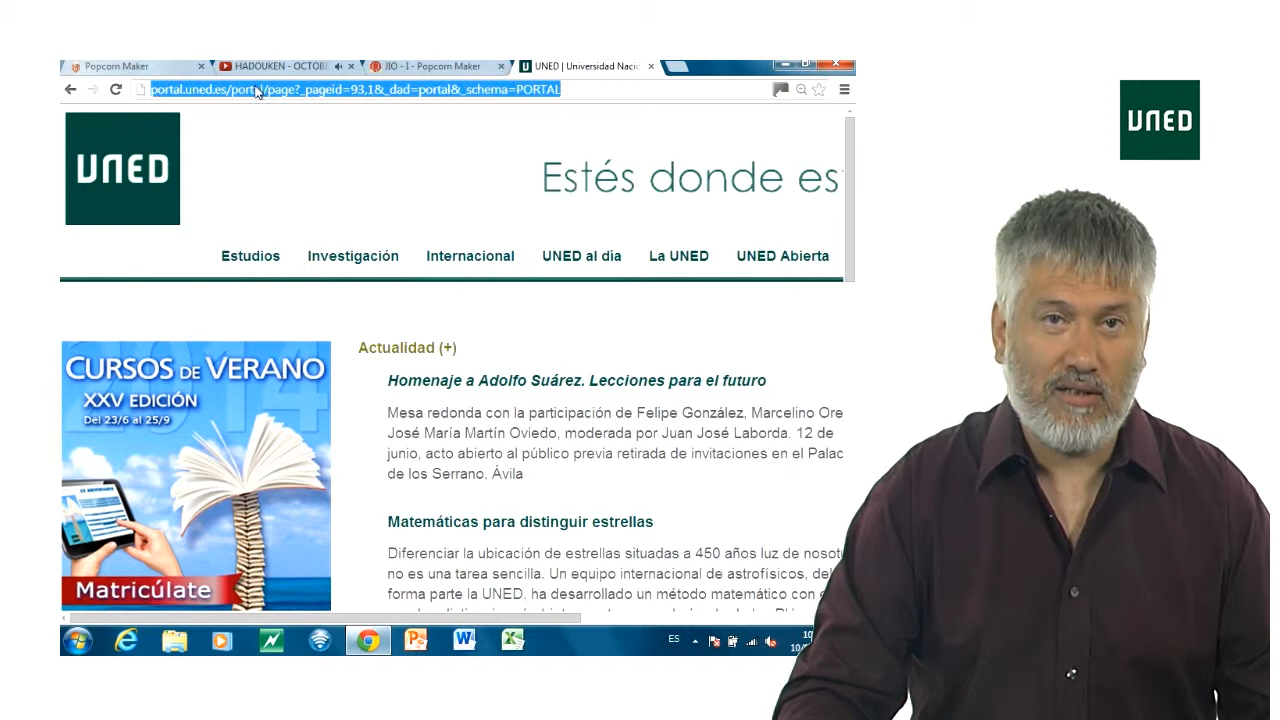 Popcorn Maker
HADOUKEN - OCTOBE
JIO - I - Popcorn Maker
UNED | Universidad Nacio
portal.uned.es/portal/page?_pageid=93,1&_dad=portal&_schema=PORTAL
UNED
UNED
Estés donde es
Estudios Investigación Internacional UNED al día La UNED UNED Abierta
CURSOS DE VERANO
2014
XXV EDICIÓN
Del 23/6 al 25/9
Matricúlate
Actualidad (+)
Homenaje a Adolfo Suárez. Lecciones para el futuro
Mesa redonda con la participación de Felipe González, Marcelino Ore
José María Martín Oviedo, moderada por Juan José Laborda. 12 de
junio, acto abierto al público previa retirada de invitaciones en el Palac
de los Serrano, Ávila
Matemáticas para distinguir estrellas
Diferenciar la ubicación de estrellas situadas a 450 años luz de nosot
no es una tarea sencilla. Un equipo internacional de astrofísicos, del
forma parte la UNED, ha desarrollado un método matemático con
ES
10
10/